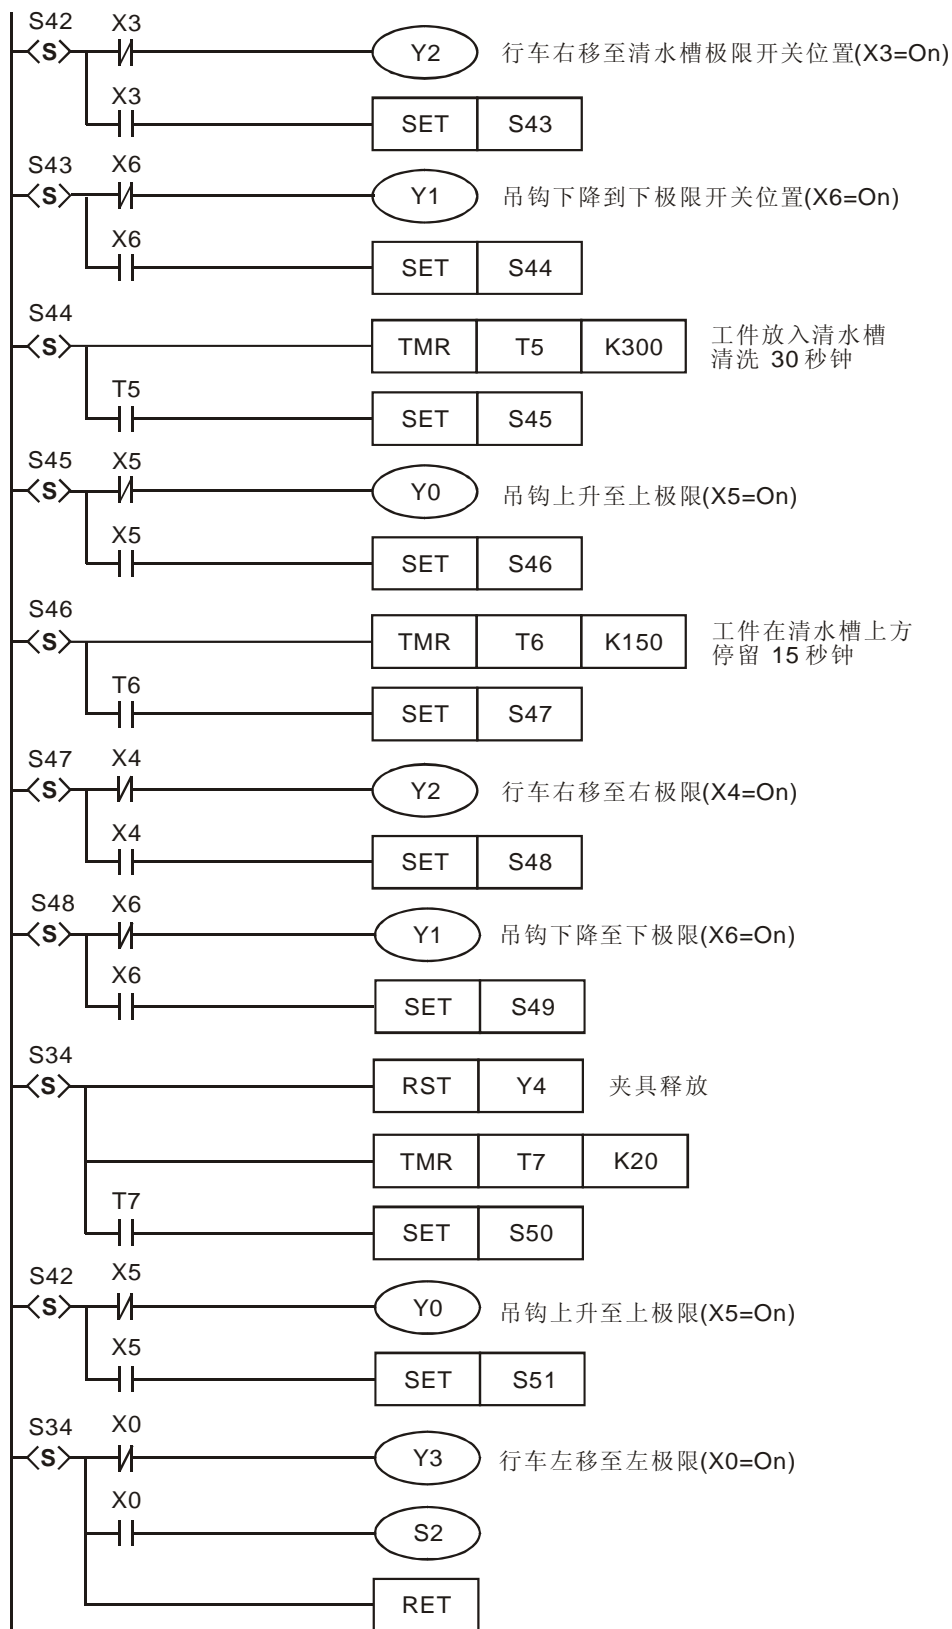 S42 X3
S Y2 行车右移至清水槽极限开关位置(X3=On)
X3
SET S43
S43 X6
S Y1 吊钩下降到下极限开关位置(X6=On)
X6
SET S44
S44
S TMR T5 K300 工件放入清水槽
清洗 30 秒钟
T5
SET S45
S45 X5
S Y0 吊钩上升至上极限(X5=On)
X5
SET S46
S46
S TMR T6 K150 工件在清水槽上方
停留 15 秒钟
T6
SET S47
S47 X4
S Y2 行车右移至右极限(X4=On)
X4
SET S48
S48 X6
S Y1 吊钩下降至下极限(X6=On)
X6
SET S49
S34
S RST Y4 夹具释放
TMR T7 K20
T7
SET S50
S42 X5
S Y0 吊钩上升至上极限(X5=On)
X5
SET S51
S34 X0
S Y3 行车左移至左极限(X0=On)
X0
S2
RET